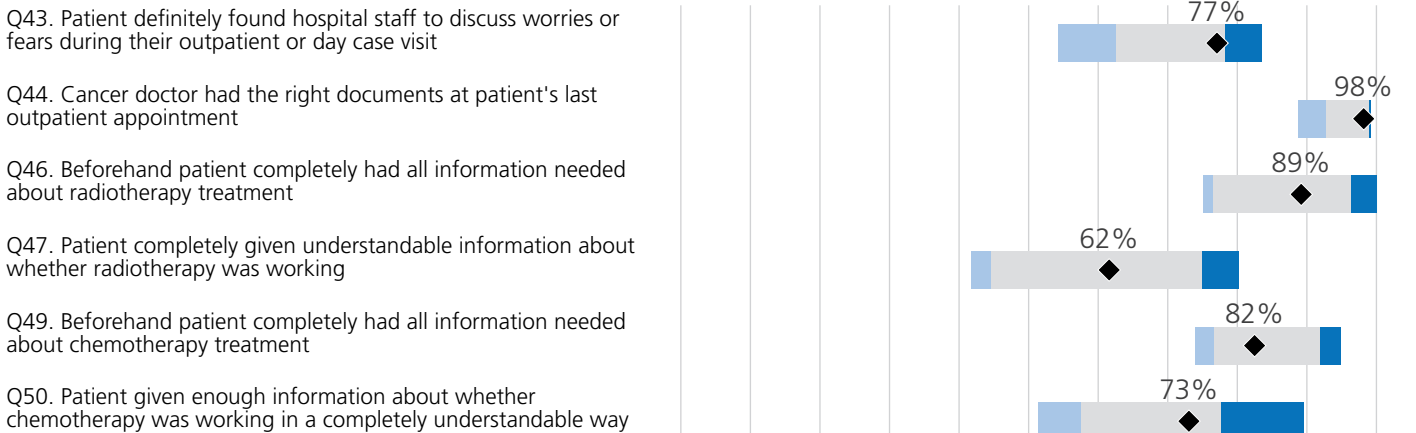 Q43. Patient definitely found hospital staff to discuss worries or
fears during their outpatient or day case visit
77%
Q44. Cancer doctor had the right documents at patient's last
outpatient appointment
98%
Q46. Beforehand patient completely had all information needed
about radiotherapy treatment
89%
Q47. Patient completely given understandable information about
whether radiotherapy was working
62%
Q49. Beforehand patient completely had all information needed
about chemotherapy treatment
82%
Q50. Patient given enough information about whether
chemotherapy was working in a completely understandable way
73%